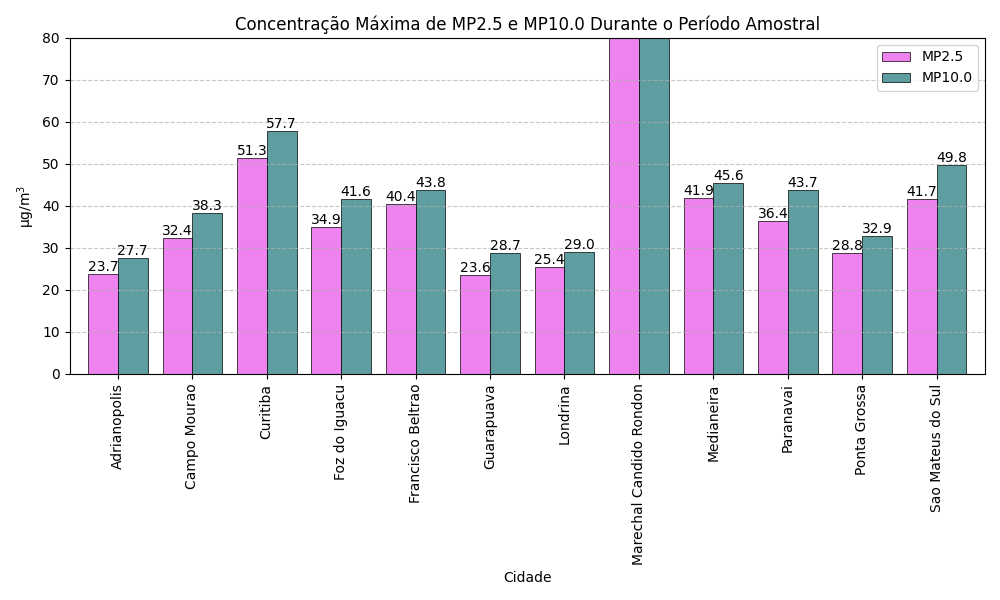 Concentração Máxima de MP2.5 e MP10.0 Durante o Período Amostral
80
70
60
50
40
30
20
10
0
µg/m³
MP2.5
MP10.0
23.7
27.7
32.4
38.3
51.3
57.7
34.9
41.6
40.4
43.8
23.6
28.7
25.4
29.0
41.9
45.6
36.4
43.7
28.8
32.9
41.7
49.8
Adrianopolis
Campo Mourao
Curitiba
Foz do Iguacu
Francisco Beltrao
Guarapuava
Londrina
Marechal Candido Rondon
Medianeira
Paranavai
Ponta Grossa
Sao Mateus do Sul
Cidade